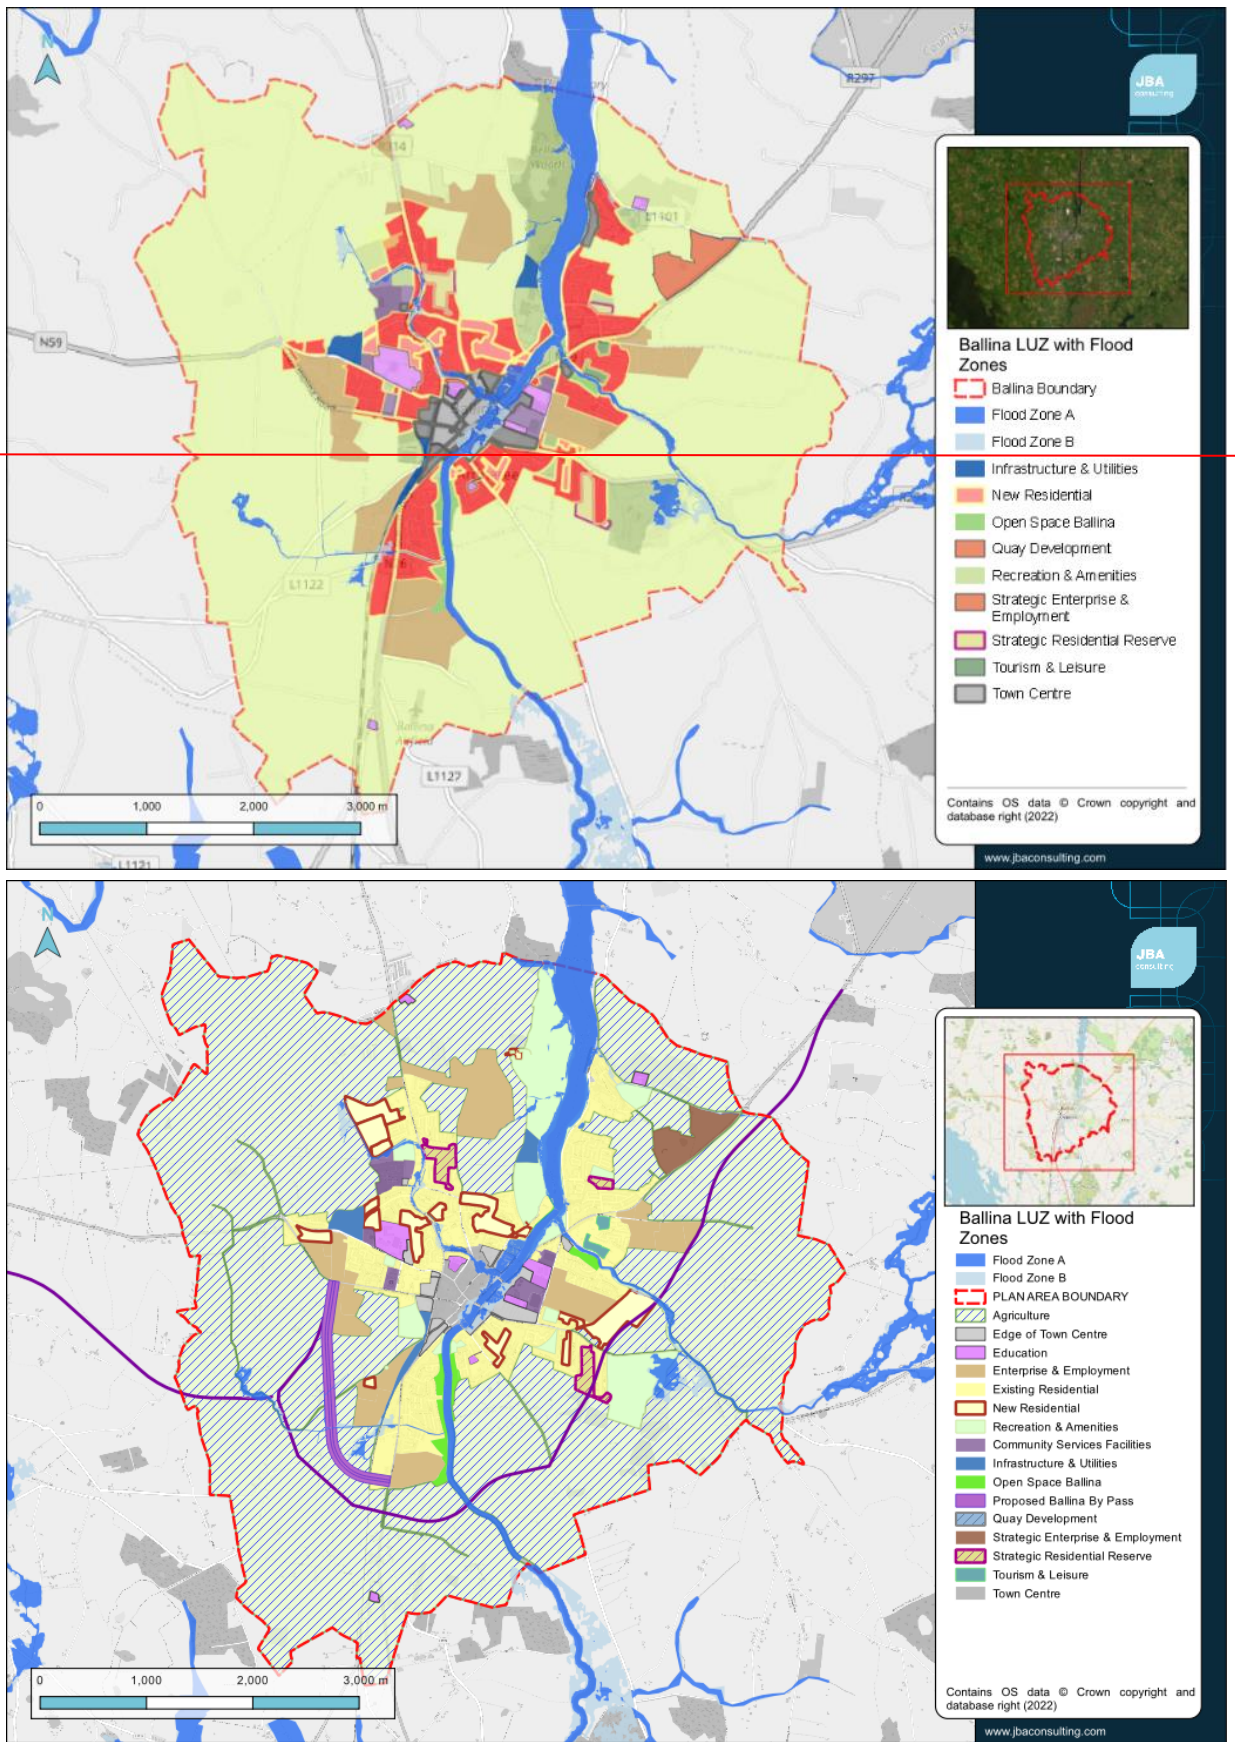 N
R297
JBA
consulting
R314
L1101
N59
L1122
L1127
L1121
0 1,000 2,000 3,000 m
Ballina LUZ with Flood
Zones
Ballina Boundary
Flood Zone A
Flood Zone B
Infrastructure & Utilities
New Residential
Open Space Ballina
Quay Development
Recreation & Amenities
Strategic Enterprise &
Employment
Strategic Residential Reserve
Tourism & Leisure
Town Centre
Contains OS data © Crown copyright and
database right (2022)
www.jbaconsulting.com
N
JBA
consulting
0 1,000 2,000 3,000 m
Ballina LUZ with Flood
Zones
Flood Zone A
Flood Zone B
PLAN AREA BOUNDARY
Agriculture
Edge of Town Centre
Education
Enterprise & Employment
Existing Residential
New Residential
Recreation & Amenities
Community Services Facilities
Infrastructure & Utilities
Open Space Ballina
Proposed Ballina By Pass
Quay Development
Strategic Enterprise & Employment
Strategic Residential Reserve
Tourism & Leisure
Town Centre
Contains OS data © Crown copyright and
database right (2022)
www.jbaconsulting.com